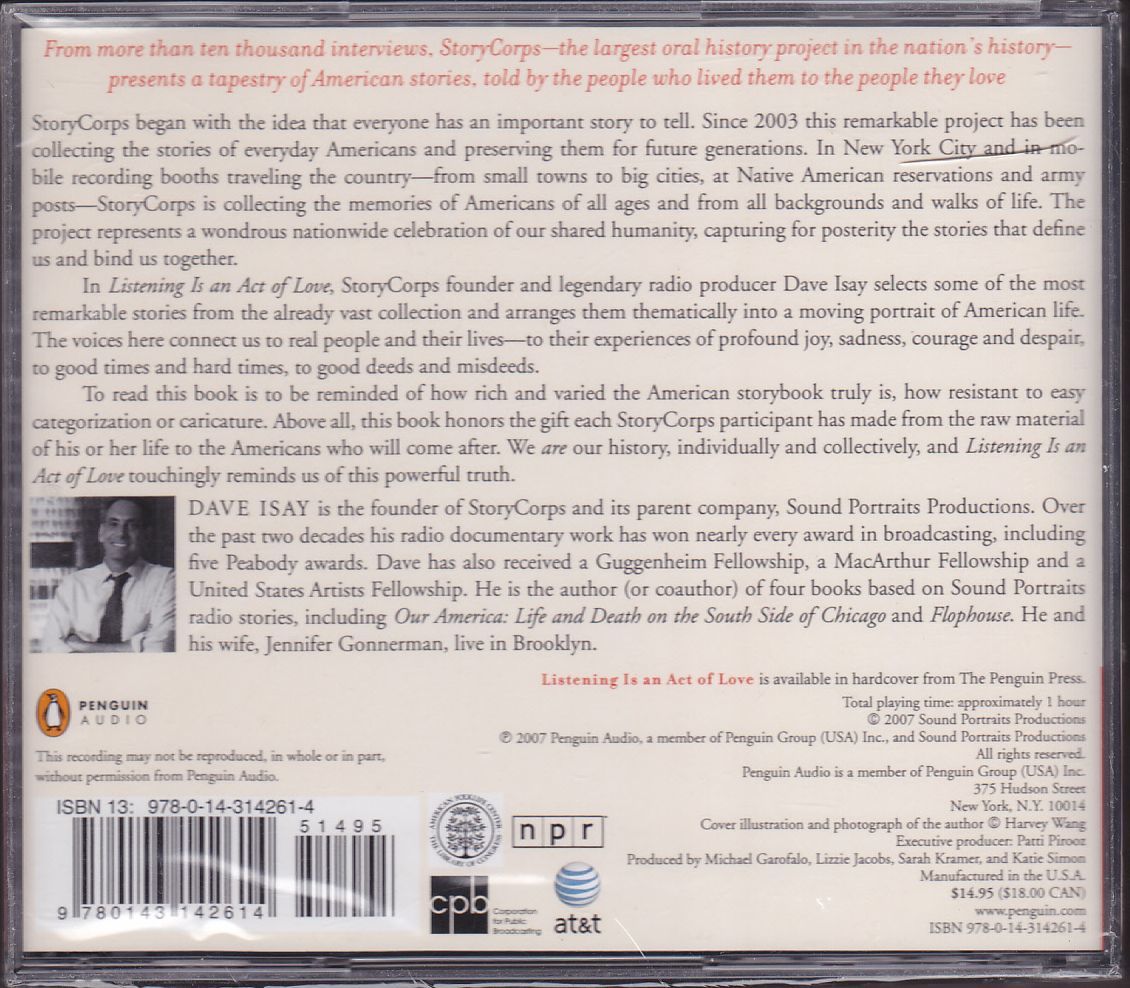 From more than ten thousand interviews, StoryCorps—the largest oral history project in the nation's history—
presents a tapestry of American stories, told by the people who lived them to the people they love
StoryCorps began with the idea that everyone has an important story to tell. Since 2003 this remarkable project has been
collecting the stories of everyday Americans and preserving them for future generations. In New York City and in mo-
bile recording booths traveling the country—from small towns to big cities, at Native American reservations and army
posts—StoryCorps is collecting the memories of Americans of all ages and from all backgrounds and walks of life. The
project represents a wondrous nationwide celebration of our shared humanity, capturing for posterity the stories that define
us and bind us together.
In Listening Is an Act of Love, StoryCorps founder and legendary radio producer Dave Isay selects some of the most
remarkable stories from the already vast collection and arranges them thematically into a moving portrait of American life.
The voices here connect us to real people and their lives—to their experiences of profound joy, sadness, courage and despair,
to good times and hard times, to good deeds and misdeeds.
To read this book is to be reminded of how rich and varied the American storybook truly is, how resistant to easy
categorization or caricature. Above all, this book honors the gift each StoryCorps participant has made from the raw material
of his or her life to the Americans who will come after. We are our history, individually and collectively, and Listening Is an
Act of Love touchingly reminds us of this powerful truth.
DAVE ISAY is the founder of StoryCorps and its parent company, Sound Portraits Productions. Over
the past two decades his radio documentary work has won nearly every award in broadcasting, including
five Peabody awards. Dave has also received a Guggenheim Fellowship, a MacArthur Fellowship and a
United States Artists Fellowship. He is the author (or coauthor) of four books based on Sound Portraits
radio stories, including Our America: Life and Death on the South Side of Chicago and Flophouse. He and
his wife, Jennifer Gonnerman, live in Brooklyn.
Listening Is an Act of Love is available in hardcover from The Penguin Press.
PENGUIN
AUDIO
This recording may not be reproduced, in whole or in part,
without permission from Penguin Audio.
Total playing time: approximately 1 hour
© 2007 Sound Portraits Productions
℗ 2007 Penguin Audio, a member of Penguin Group (USA) Inc., and Sound Portraits Productions
All rights reserved.
Penguin Audio is a member of Penguin Group (USA) Inc.
375 Hudson Street
New York, N.Y. 10014
Cover illustration and photograph of the author © Harvey Wang
Executive producer: Patti Pirooz
Produced by Michael Garofalo, Lizzie Jacobs, Sarah Kramer, and Katie Simon
Manufactured in the U.S.A.
$14.95 ($18.00 CAN)
www.penguin.com
ISBN 978-0-14-314261-4
ISBN 13: 978-0-14-314261-4
51495
9 780143 142614
AMERICAN FOLKLIFE CENTER
THE LIBRARY OF CONGRESS
npr
cpb
Corporation
for Public
Broadcasting
at&t